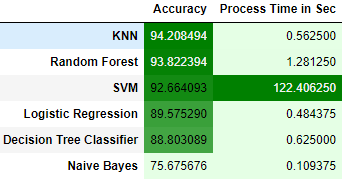 Accuracy Process Time in Sec
KNN 94.208494 0.562500
Random Forest 93.822394 1.281250
SVM 92.664093 122.406250
Logistic Regression 89.575290 0.484375
Decision Tree Classifier 88.803089 0.625000
Naive Bayes 75.675676 0.109375